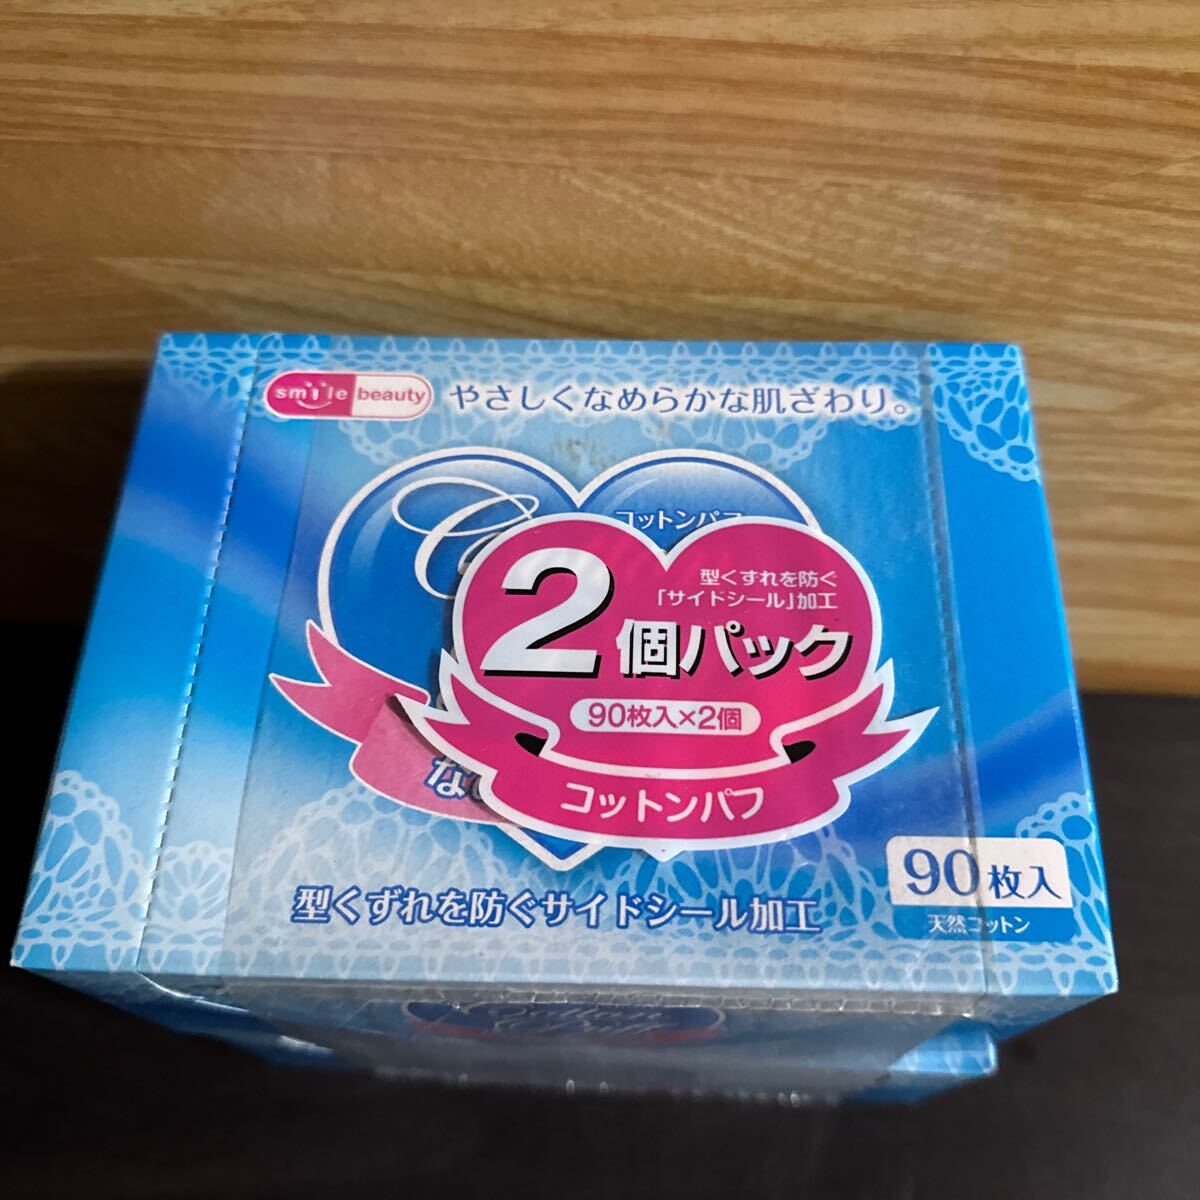 smile beauty
やさしくなめらかな肌ざわり。
コットンパフ
型くずれを防ぐ
「サイドシール」加工
2個パック
90枚入×2個
コットンパフ
型くずれを防ぐサイドシール加工
90枚入
天然コットン